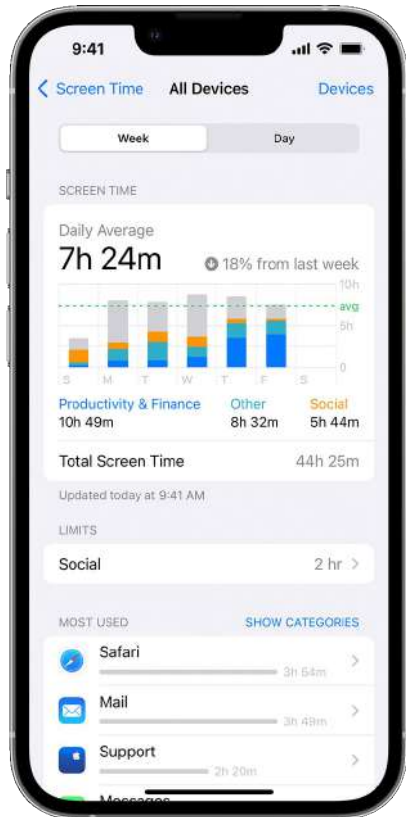 9:41
Screen Time All Devices Devices
Week Day
SCREEN TIME
Daily Average
7h 24m 18% from last week
10h
avg
5h
0
S M T W T F S
Productivity & Finance Other Social
10h 49m 8h 32m 5h 44m
Total Screen Time 44h 25m
Updated today at 9:41 AM
LIMITS
Social 2 hr
MOST USED SHOW CATEGORIES
Safari
3h 54m
Mail
3h 49m
Support
2h 20m
Messages